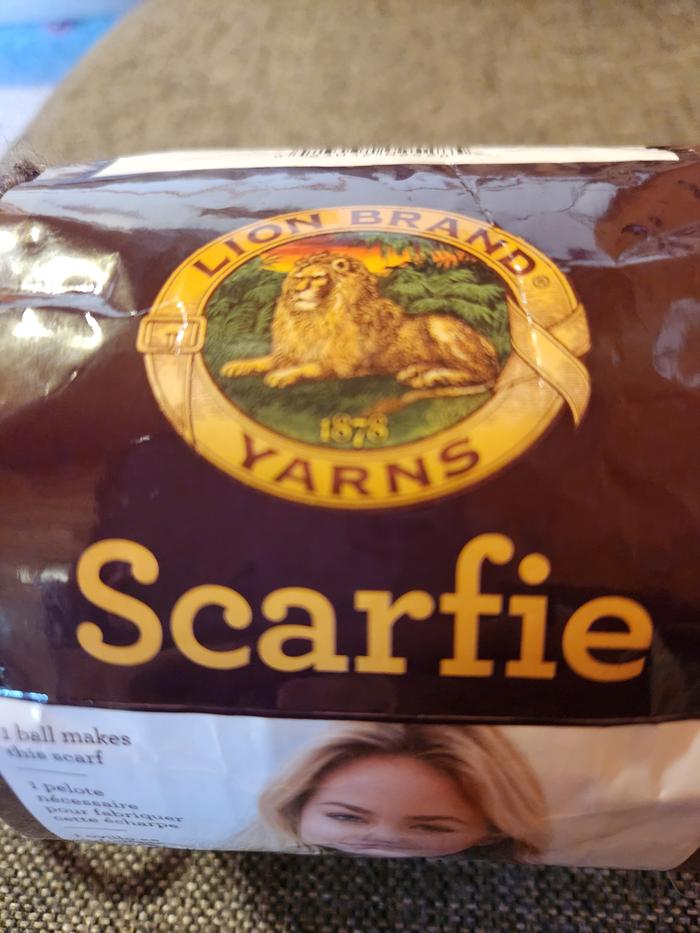 LION BRAND®
1878
YARNS
Scarfie
1 ball makes
this scarf
1 pelote
nécessaire
pour fabriquer
cette écharpe